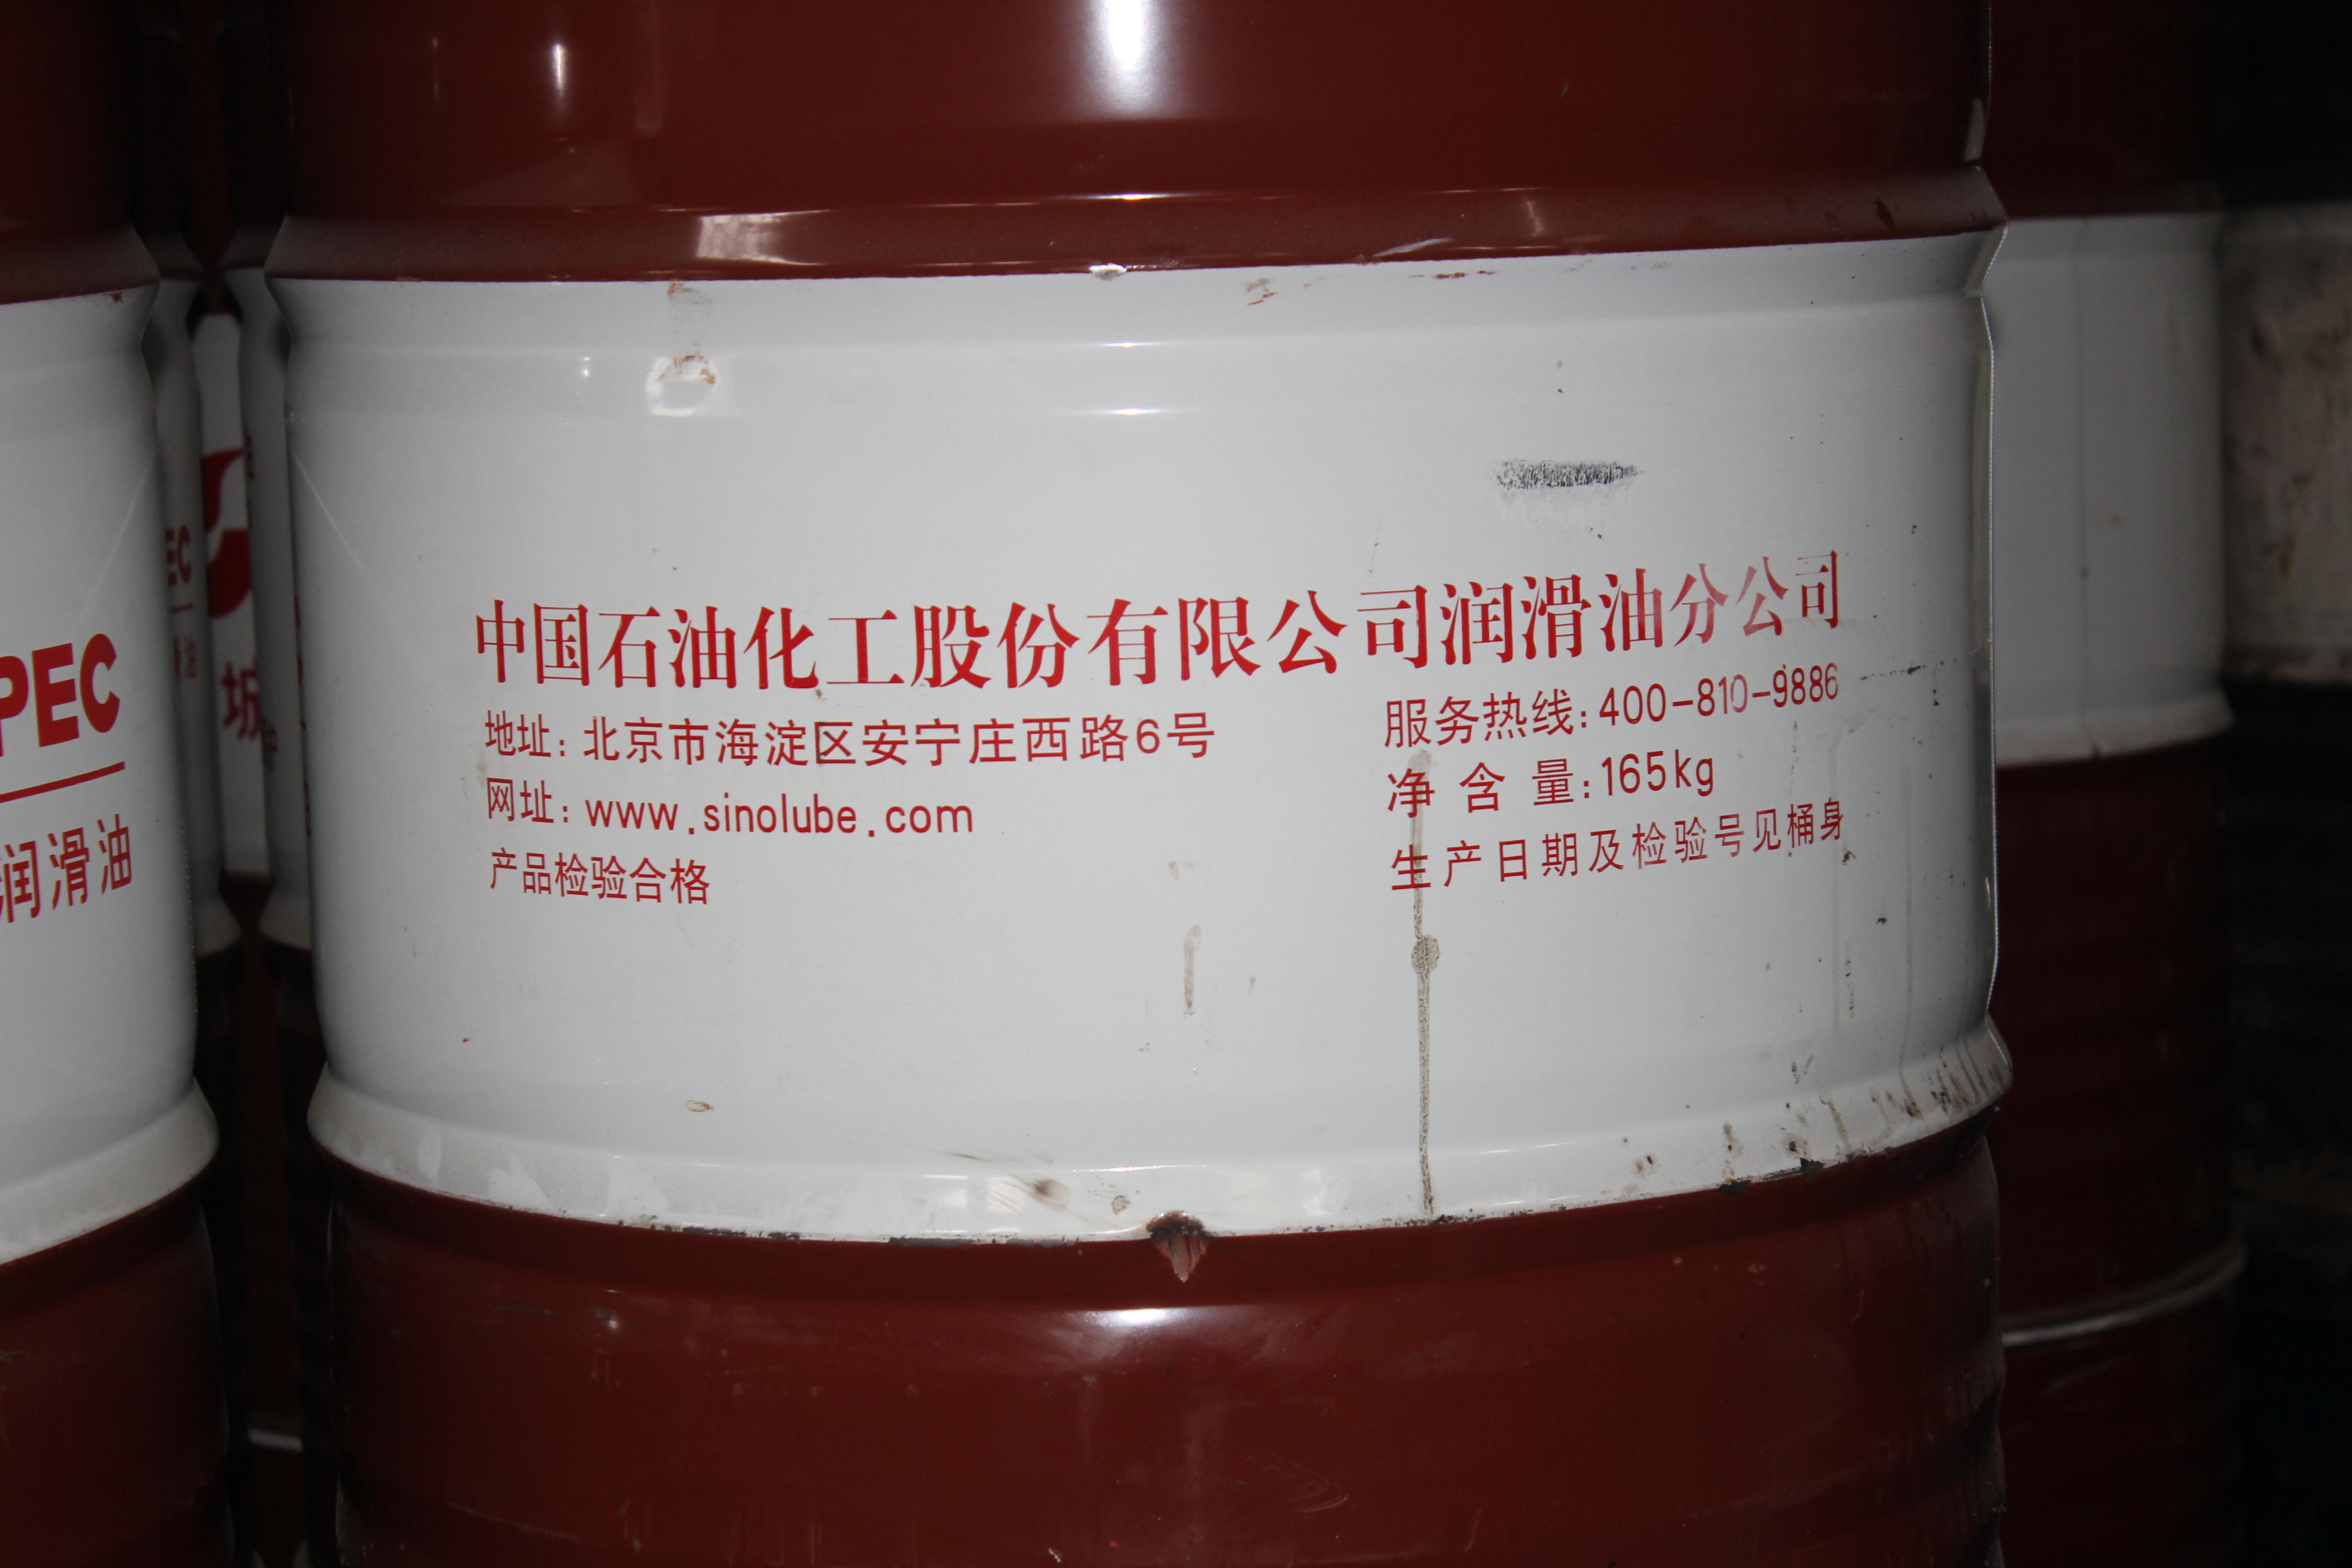 中国石油化工股份有限公司润滑油分公司
地址:北京市海淀区安宁庄西路6号
服务热线:400-810-9886
网址:www.sinolube.com
净含量:165kg
产品检验合格
生产日期及检验号见桶身
PEC
润滑油
EC